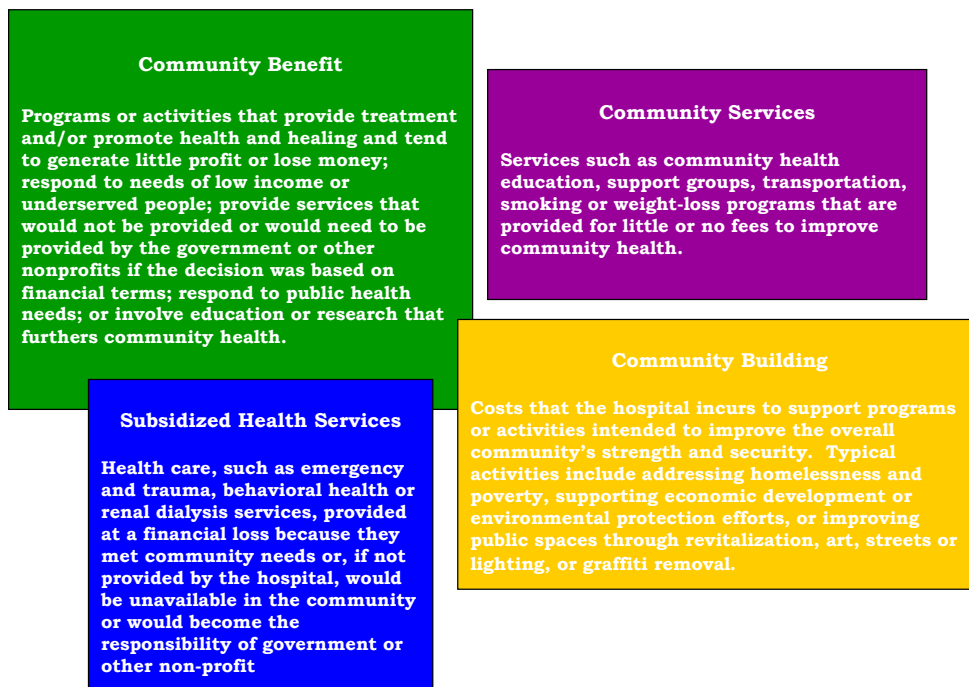 Community Benefit
Programs or activities that provide treatment
and/or promote health and healing and tend
to generate little profit or lose money;
respond to needs of low income or
underserved people; provide services that
would not be provided or would need to be
provided by the government or other
nonprofits if the decision was based on
financial terms; respond to public health
needs; or involve education or research that
furthers community health.
Community Services
Services such as community health
education, support groups, transportation,
smoking or weight-loss programs that are
provided for little or no fees to improve
community health.
Subsidized Health Services
Health care, such as emergency
and trauma, behavioral health or
renal dialysis services, provided
at a financial loss because they
met community needs or, if not
provided by the hospital, would
be unavailable in the community
or would become the
responsibility of government or
other non-profit
Community Building
Costs that the hospital incurs to support programs
or activities intended to improve the overall
community’s strength and security.  Typical
activities include addressing homelessness and
poverty, supporting economic development or
environmental protection efforts, or improving
public spaces through revitalization, art, streets or
lighting, or graffiti removal.